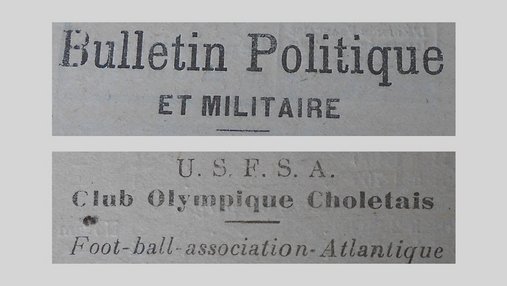 Bulletin Politique
ET MILITAIRE
U. S. F. S. A.
Club Olympique Choletais
Foot-ball-association-Atlantique